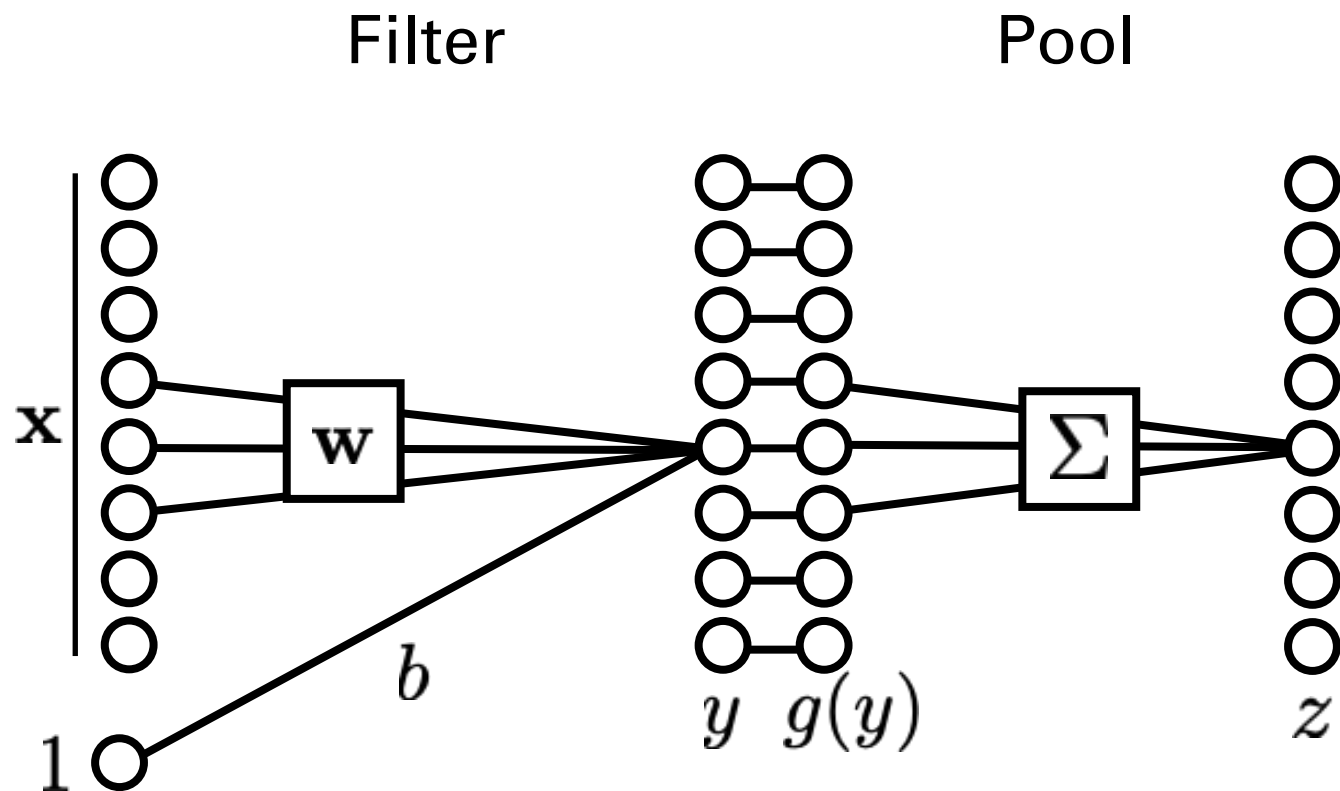 Filter Pool
x w Σ
b
y g(y) z
1